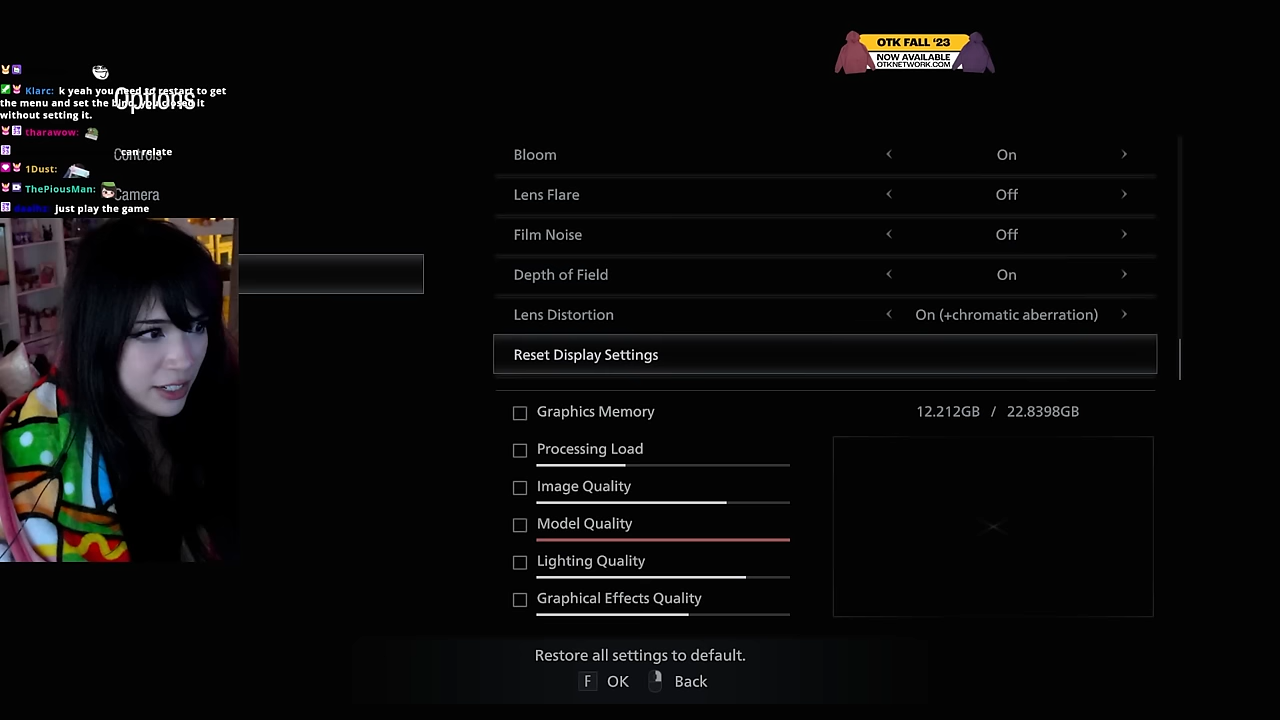 OTK FALL '23
NOW AVAILABLE
OTKNETWORK.COM
Klarc: k yeah you need to restart to get
the menu and set the bind, you closed it
without setting it.
Options
tharawow:
can relate
Controls
1Dust:
ThePiousMan:
Camera
just play the game
Bloom < On >
Lens Flare < Off >
Film Noise < Off >
Depth of Field < On >
Lens Distortion < On (+chromatic aberration) >
Reset Display Settings
Graphics Memory 12.212GB / 22.8398GB
Processing Load
Image Quality
Model Quality
Lighting Quality
Graphical Effects Quality
Restore all settings to default.
F OK Back